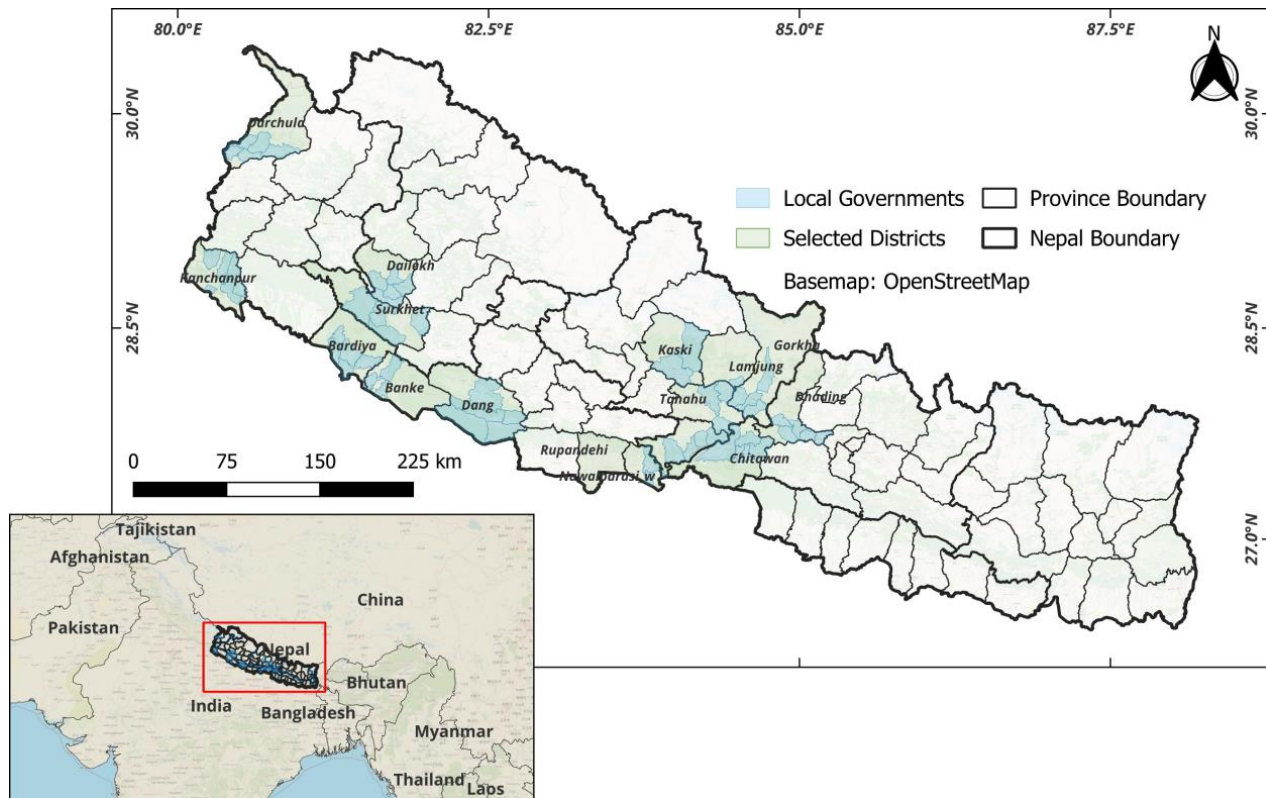 80.0°E 82.5°E 85.0°E 87.5°E
N
30.0°N 30.0°N
Darchula
Local Governments Province Boundary
Selected Districts Nepal Boundary
Basemap: OpenStreetMap
Kanchanpur
Dailekh
Surkhet
28.5°N 28.5°N
Bardiya
Kaski
Gorkha
Lamjung
Banke
Tanahu
Dhading
Dang
Rupandehi
Chitawan
Nawalparasi_w
0 75 150 225 km
27.0°N
Tajikistan
Afghanistan
China
Pakistan
Nepal
Bhutan
India
Bangladesh
Myanmar
Thailand
Laos